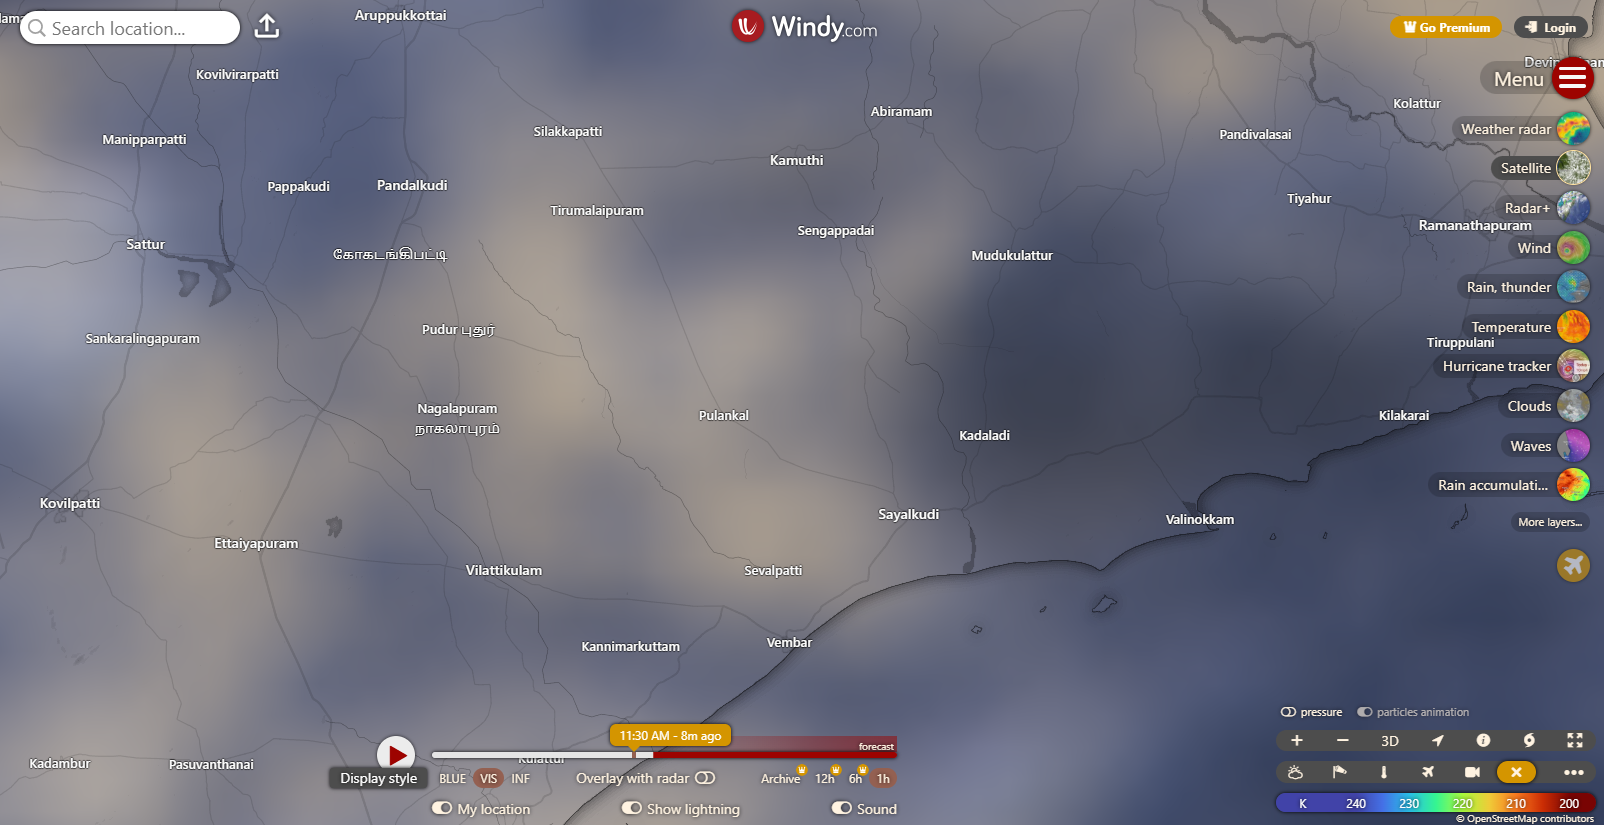 Search location...
Aruppukkottai
Windy.com
Go Premium
Login
Menu
Kovilvirarpatti
Kolattur
Abiramam
Silakkapatti
Pandivalasai
Weather radar
Manipparpatti
Kamuthi
Satellite
Pappakudi
Pandalkudi
Tiyahur
Radar+
Tirumalaipuram
Sengappadai
Ramanathapuram
Sattur
கோகடங்கிபட்டி
Mudukulattur
Wind
Rain, thunder
Pudur புதுர்
Temperature
Sankaralingapuram
Tiruppulani
Hurricane tracker
Nagalapuram
நாகலாபுரம்
Pulankal
Kilakarai
Clouds
Kadaladi
Waves
Rain accumulati...
Kovilpatti
Sayalkudi
Valinokkam
More layers...
Ettaiyapuram
Vilattikulam
Sevalpatti
Kannimarkuttam
Vembar
pressure
particles animation
11:30 AM - 8m ago
forecast
3D
Kadambur
Pasuvanthanai
Kulattur
Display style
BLUE
VIS
INF
Overlay with radar
Archive
12h
6h
1h
My location
Show lightning
Sound
K 240 230 220 210 200
© OpenStreetMap contributors